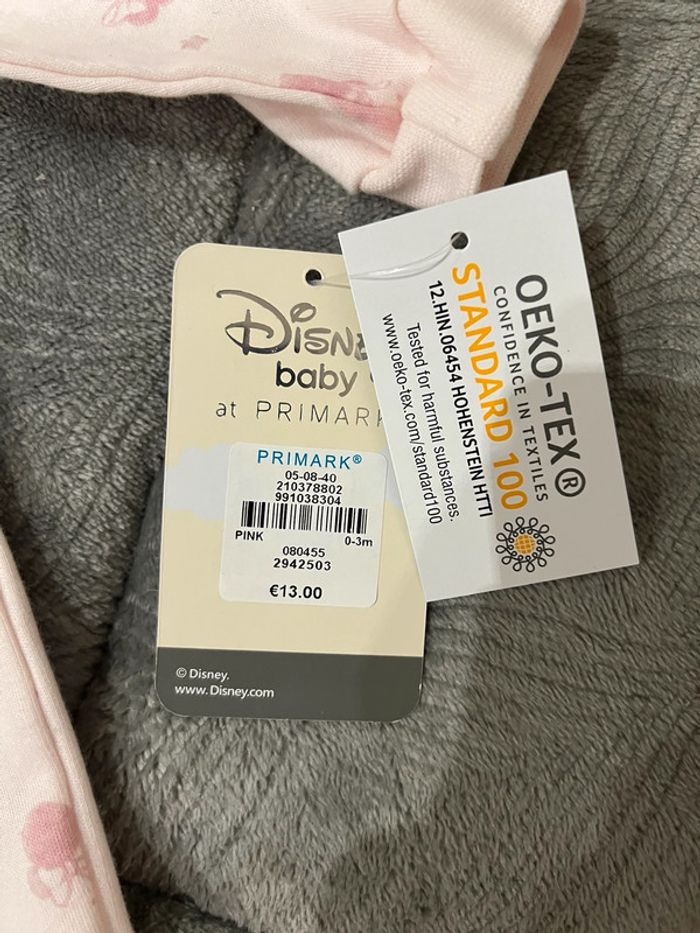 Disney
baby
at PRIMARK
PRIMARK®
05-08-40
210378802
991038304
PINK 0-3m
080455
2942503
€13.00
© Disney.
www.Disney.com
OEKO-TEX®
CONFIDENCE IN TEXTILES
STANDARD 100
12.HIN.06454 HOHENSTEIN HTTI
Tested for harmful substances.
www.oeko-tex.com/standard100